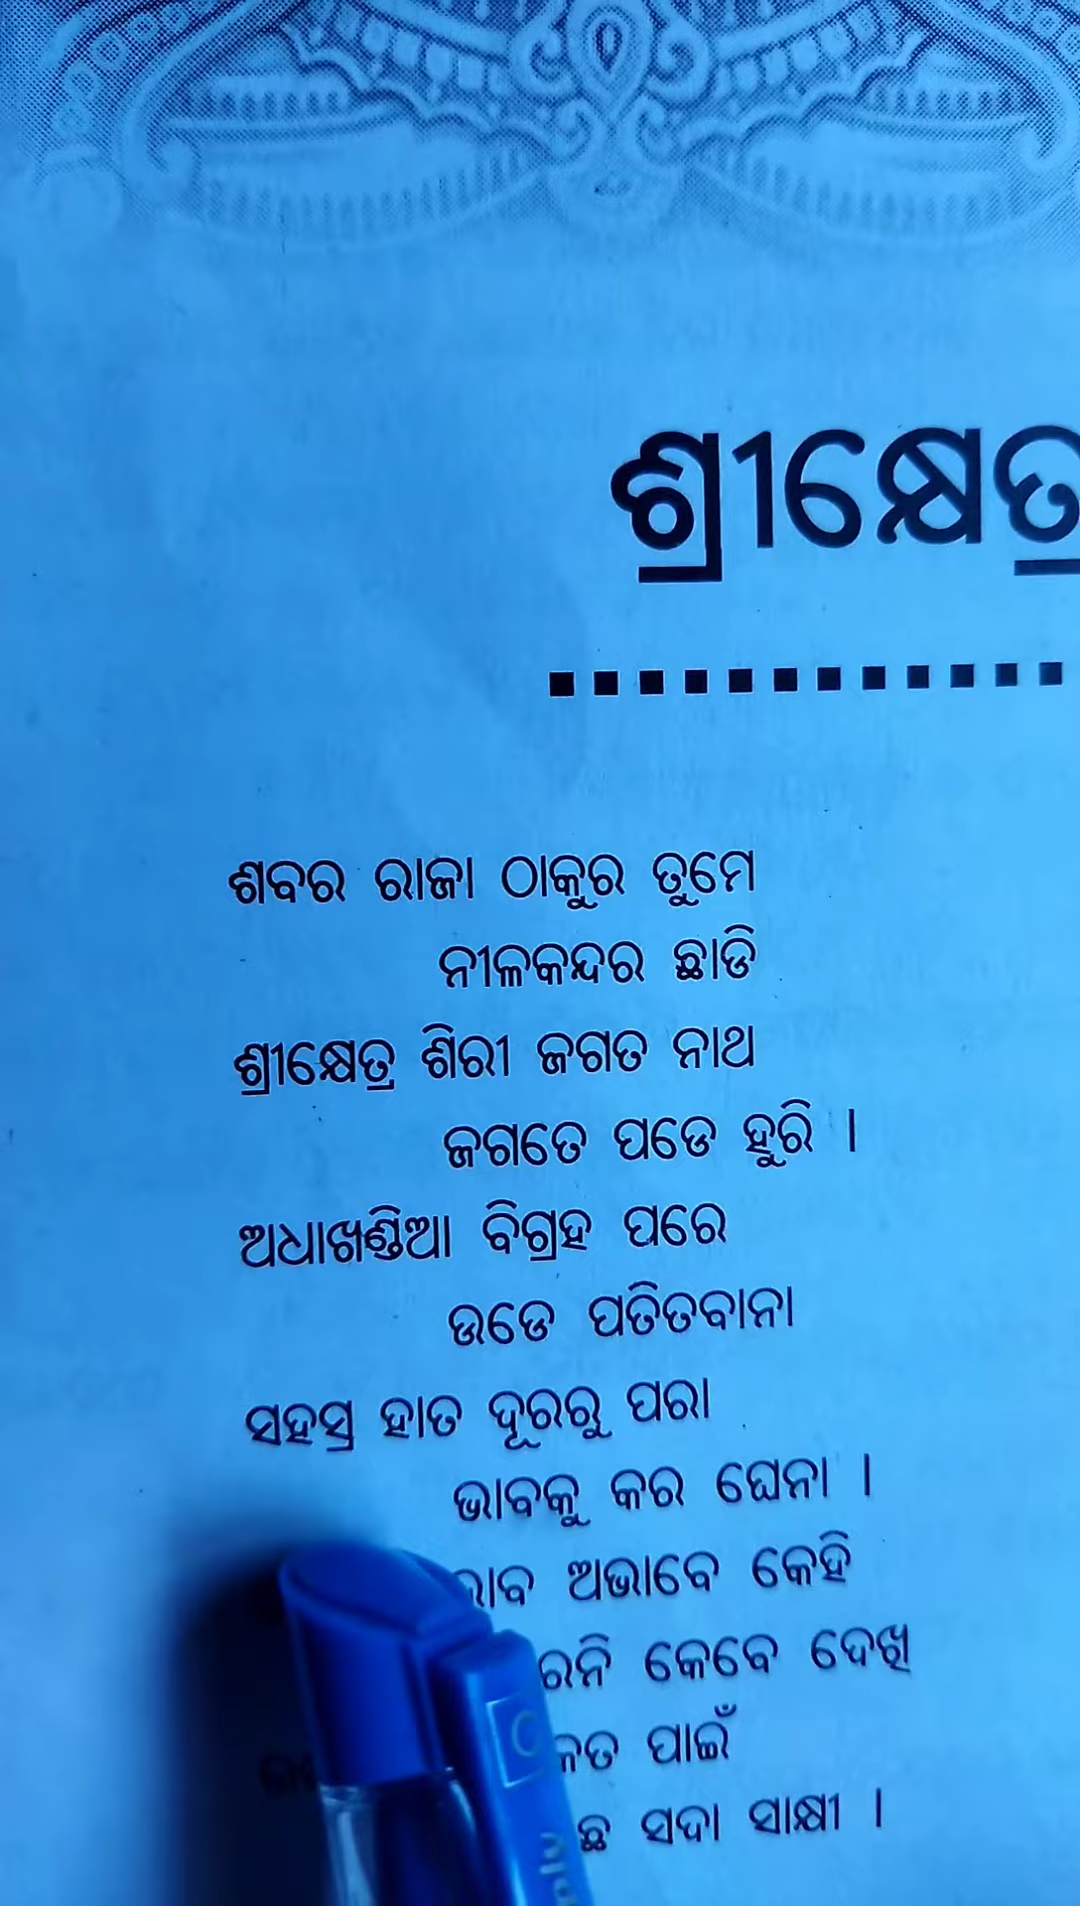 ଶ୍ରୀକ୍ଷେତ୍ର
ଶବର ରାଜା ଠାକୁର ତୁମେ
ନୀଳକନ୍ଦର ଛାଡି
ଶ୍ରୀକ୍ଷେତ୍ର ଶିରୀ ଜଗତ ନାଥ
ଜଗତେ ପଡେ ହୁରି ।
ଅଧାଖଣ୍ଡିଆ ବିଗ୍ରହ ପରେ
ଉଡେ ପତିତବାନା
ସହସ୍ର ହାତ ଦୂରରୁ ପରା
ଭାବକୁ କର ଘେନା ।
ଅଭାବେ କେହି
କେବେ ଦେଖି
ପାଇଁ
ସଦା ସାକ୍ଷୀ ।